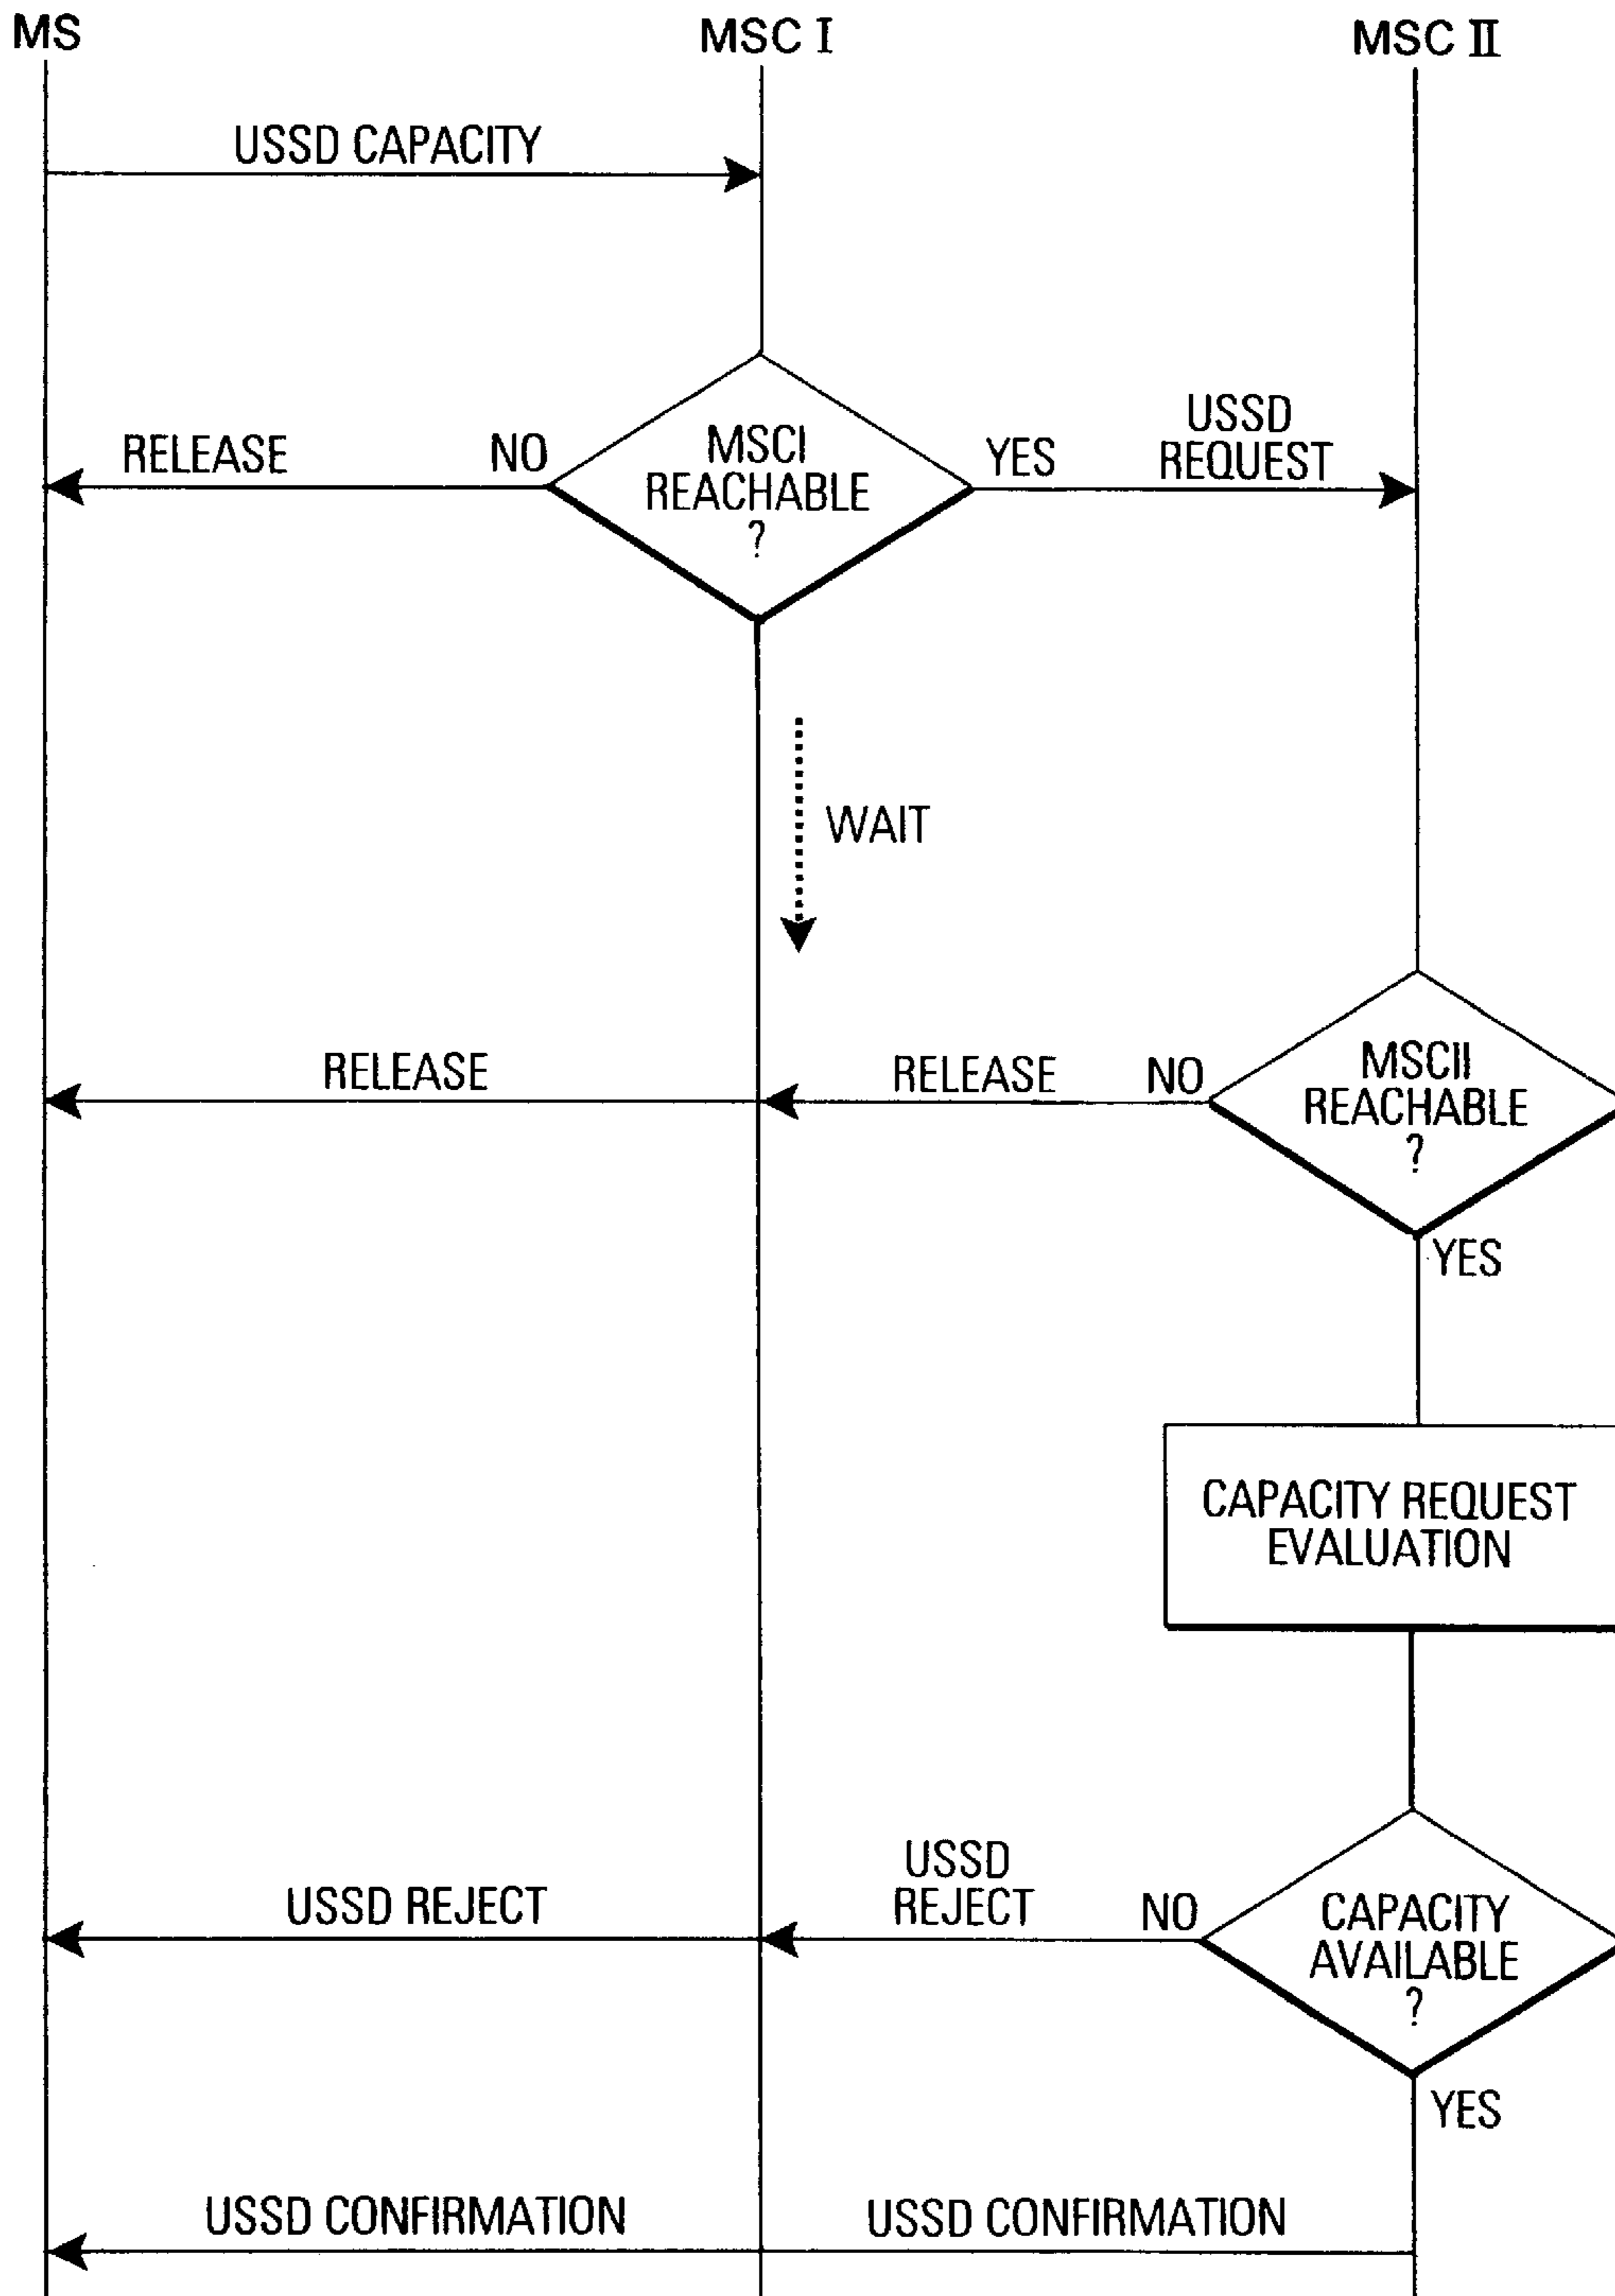 MS
MSC I
MSC II
USSD CAPACITY
RELEASE
NO
MSCI
REACHABLE
?
YES
USSD
REQUEST
WAIT
RELEASE
RELEASE
NO
MSCII
REACHABLE
?
YES
CAPACITY REQUEST
EVALUATION
USSD REJECT
USSD
REJECT
NO
CAPACITY
AVAILABLE
?
YES
USSD CONFIRMATION
USSD CONFIRMATION